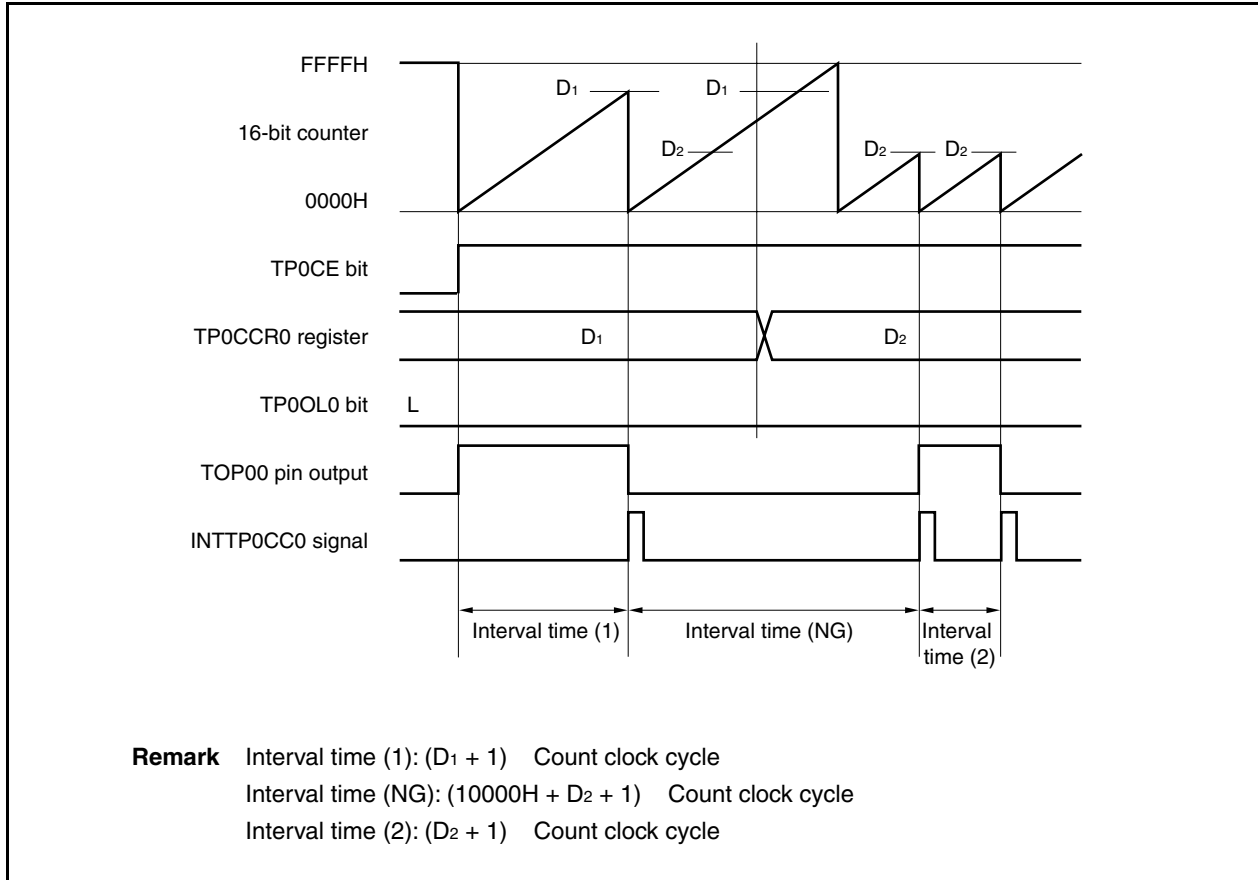 FFFFH
D1
D1
16-bit counter
D2
D2
D2
0000H
TP0CE bit
TP0CCR0 register
D1
D2
TP0OL0 bit
L
TOP00 pin output
INTTP0CC0 signal
Interval time (1)
Interval time (NG)
Interval
time (2)
Remark Interval time (1): (D1 + 1) Count clock cycle
Interval time (NG): (10000H + D2 + 1) Count clock cycle
Interval time (2): (D2 + 1) Count clock cycle